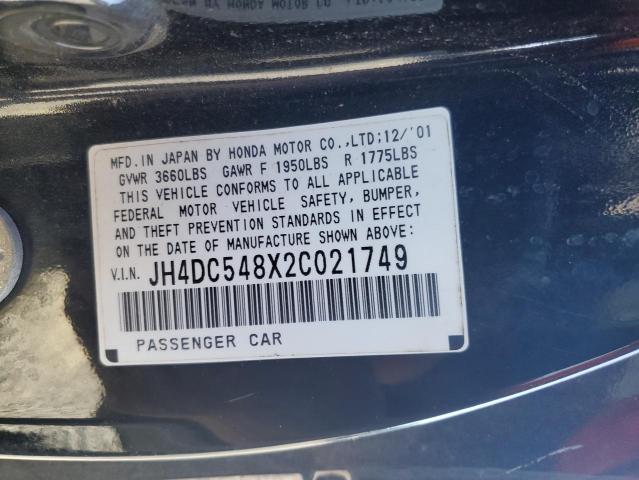 MFD.IN JAPAN BY HONDA MOTOR CO.,LTD;12/'01
GVWR 3660LBS GAWR F 1950LBS R 1775LBS
THIS VEHICLE CONFORMS TO ALL APPLICABLE
FEDERAL MOTOR VEHICLE SAFETY, BUMPER,
AND THEFT PREVENTION STANDARDS IN EFFECT
ON THE DATE OF MANUFACTURE SHOWN ABOVE:
V.I.N. JH4DC548X2C021749
PASSENGER CAR